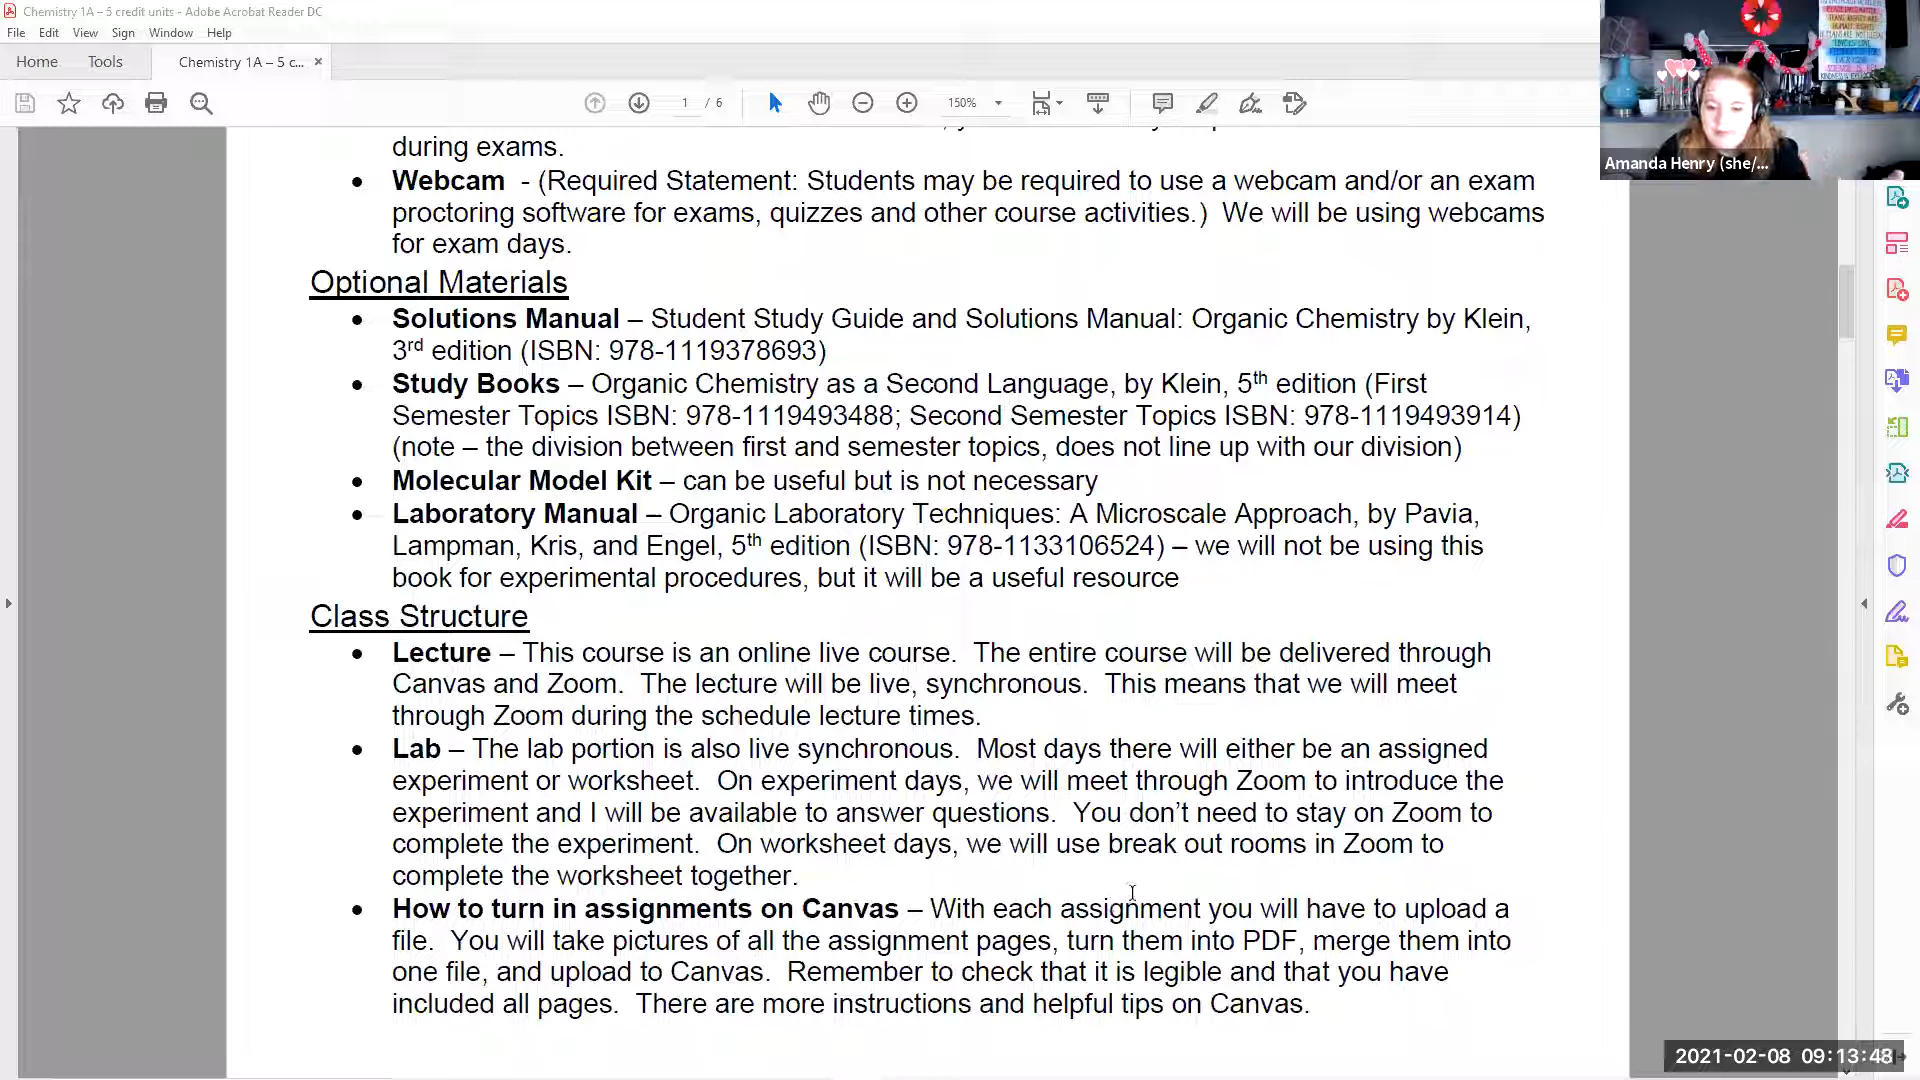 Chemistry 1A – 5 credit units - Adobe Acrobat Reader DC
File Edit View Sign Window Help
Home Tools Chemistry 1A – 5 c... ×
1 / 6 150%
during exams.
• Webcam - (Required Statement: Students may be required to use a webcam and/or an exam
proctoring software for exams, quizzes and other course activities.) We will be using webcams
for exam days.
Optional Materials
• Solutions Manual – Student Study Guide and Solutions Manual: Organic Chemistry by Klein,
3rd edition (ISBN: 978-1119378693)
• Study Books – Organic Chemistry as a Second Language, by Klein, 5th edition (First
Semester Topics ISBN: 978-1119493488; Second Semester Topics ISBN: 978-1119493914)
(note – the division between first and semester topics, does not line up with our division)
• Molecular Model Kit – can be useful but is not necessary
• Laboratory Manual – Organic Laboratory Techniques: A Microscale Approach, by Pavia,
Lampman, Kris, and Engel, 5th edition (ISBN: 978-1133106524) – we will not be using this
book for experimental procedures, but it will be a useful resource
Class Structure
• Lecture – This course is an online live course. The entire course will be delivered through
Canvas and Zoom. The lecture will be live, synchronous. This means that we will meet
through Zoom during the schedule lecture times.
• Lab – The lab portion is also live synchronous. Most days there will either be an assigned
experiment or worksheet. On experiment days, we will meet through Zoom to introduce the
experiment and I will be available to answer questions. You don’t need to stay on Zoom to
complete the experiment. On worksheet days, we will use break out rooms in Zoom to
complete the worksheet together.
• How to turn in assignments on Canvas – With each assignment you will have to upload a
file. You will take pictures of all the assignment pages, turn them into PDF, merge them into
one file, and upload to Canvas. Remember to check that it is legible and that you have
included all pages. There are more instructions and helpful tips on Canvas.
Amanda Henry (she/...
2021-02-08 09:13:48